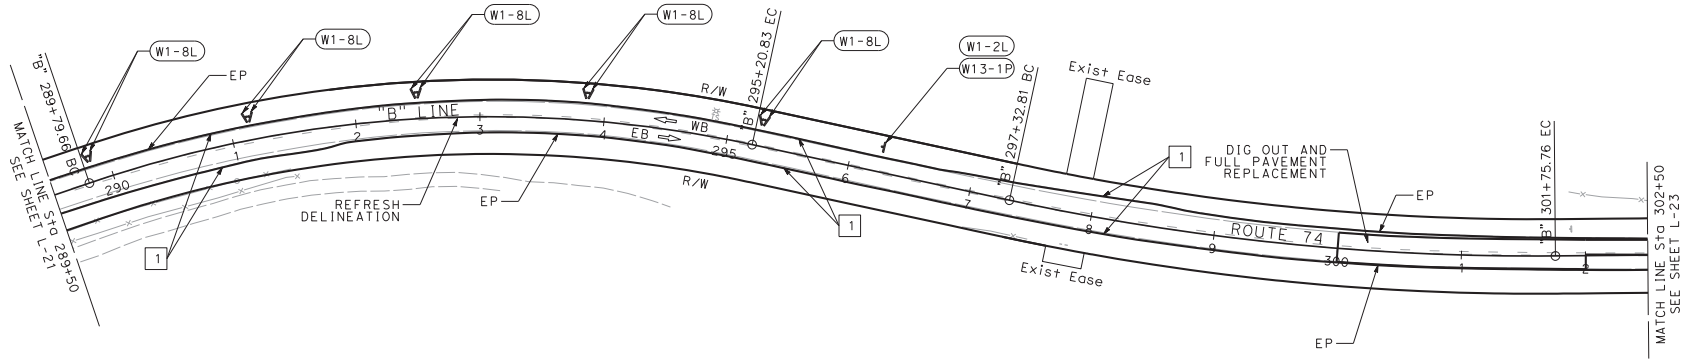 W1-8L
W1-8L
W1-8L
W1-8L
W1-8L
W1-2L
W13-1P
"B" 289+79.66 BC
EP
"B" LINE
R/W
"B" 295+20.83 EC
Exist Ease
"B" 297+32.81 BC
WB
EB
290
1
2
3
4
295
6
7
8
9
300
1
2
MATCH LINE Sta 289+50
SEE SHEET L-21
REFRESH
DELINEATION
EP
R/W
1
1
1
DIG OUT AND
FULL PAVEMENT
REPLACEMENT
ROUTE 74
Exist Ease
EP
EP
"B" 301+75.76 EC
MATCH LINE Sta 302+50
SEE SHEET L-23